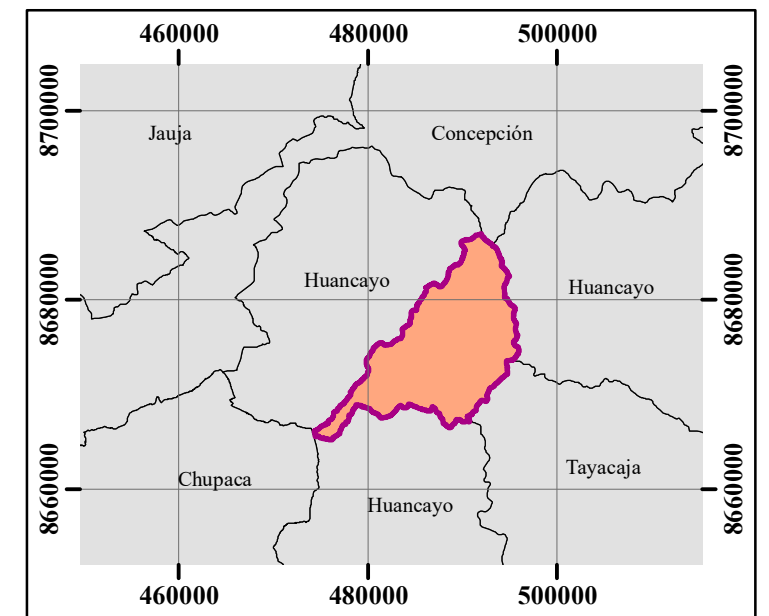 460000 480000 500000
8700000 8700000
Jauja Concepción
Huancayo Huancayo
8680000 8680000
Chupaca Huancayo Tayacaja
8660000 8660000
460000 480000 500000